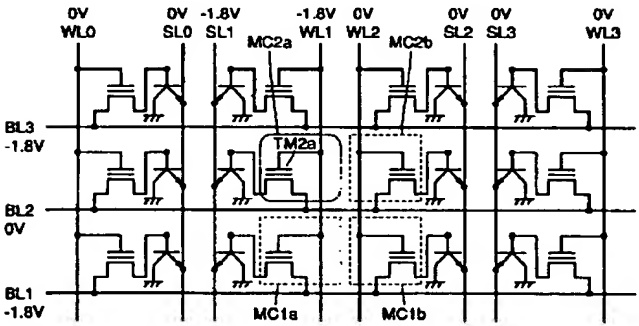 0V 0V -1.8V -1.8V 0V 0V 0V 0V
WL0 SL0 SL1 WL1 WL2 SL2 SL3 WL3
MC2a MC2b
BL3
-1.8V
TM2a
BL2
0V
BL1
-1.8V
MC1a MC1b